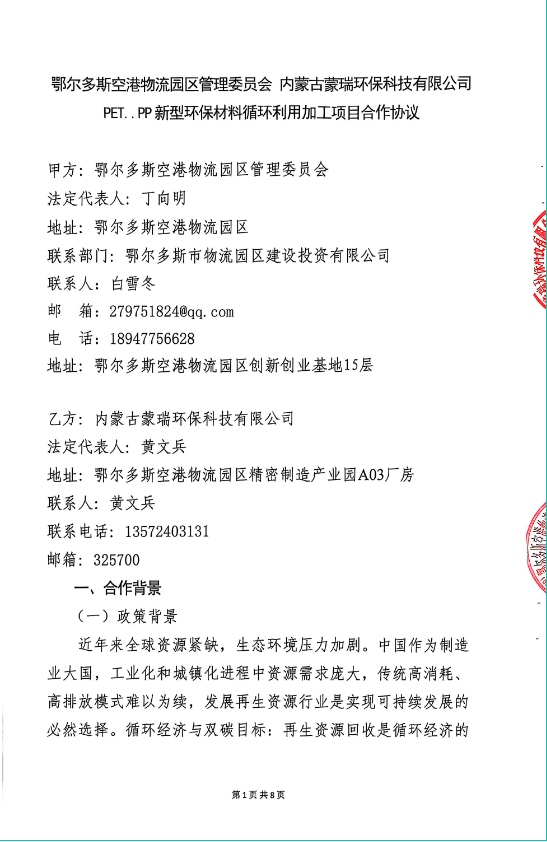 鄂尔多斯空港物流园区管理委员会 内蒙古蒙瑞环保科技有限公司
PET..PP新型环保材料循环利用加工项目合作协议
甲方：鄂尔多斯空港物流园区管理委员会
法定代表人：丁向明
地址：鄂尔多斯空港物流园区
联系部门：鄂尔多斯市物流园区建设投资有限公司
联系人：白雪冬
邮 箱：279751824@qq.com
电 话：18947756628
地址：鄂尔多斯空港物流园区创新创业基地15层
乙方：内蒙古蒙瑞环保科技有限公司
法定代表人：黄文兵
地址：鄂尔多斯空港物流园区精密制造产业园A03厂房
联系人：黄文兵
联系电话：13572403131
邮箱：325700
一、合作背景
（一）政策背景
近年来全球资源紧缺，生态环境压力加剧。中国作为制造
业大国，工业化和城镇化进程中资源需求庞大，传统高消耗、
高排放模式难以为续，发展再生资源行业是实现可持续发展的
必然选择。循环经济与双碳目标：再生资源回收是循环经济的
第1页共8页